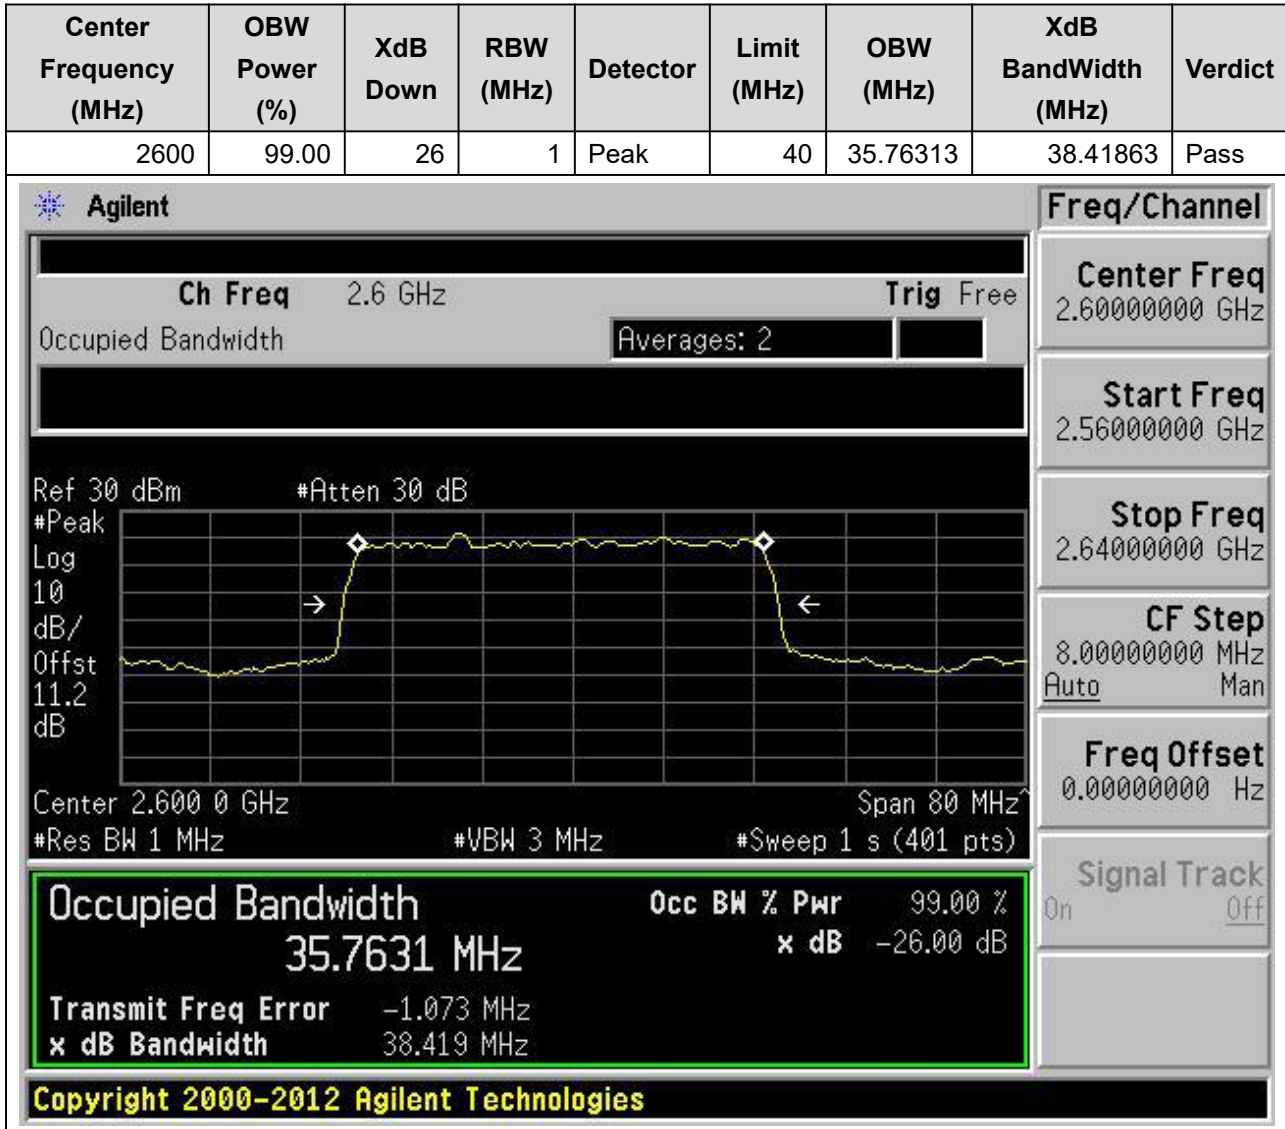 Center Frequency (MHz) OBW Power (%) XdB Down RBW (MHz) Detector Limit (MHz) OBW (MHz) XdB BandWidth (MHz) Verdict
2600 99.00 26 1 Peak 40 35.76313 38.41863 Pass
Agilent
Freq/Channel
Ch Freq 2.6 GHz Trig Free
Occupied Bandwidth Averages: 2
Center Freq
2.60000000 GHz
Start Freq
2.56000000 GHz
Stop Freq
2.64000000 GHz
CF Step
8.00000000 MHz
Auto Man
Freq Offset
0.00000000 Hz
Signal Track
On Off
Ref 30 dBm #Atten 30 dB
#Peak
Log
10
dB/
Offst
11.2
dB
Center 2.600 0 GHz Span 80 MHz^
#Res BW 1 MHz #VBW 3 MHz #Sweep 1 s (401 pts)
Occupied Bandwidth Occ BW % Pwr 99.00 %
35.7631 MHz x dB -26.00 dB
Transmit Freq Error -1.073 MHz
x dB Bandwidth 38.419 MHz
Copyright 2000-2012 Agilent Technologies